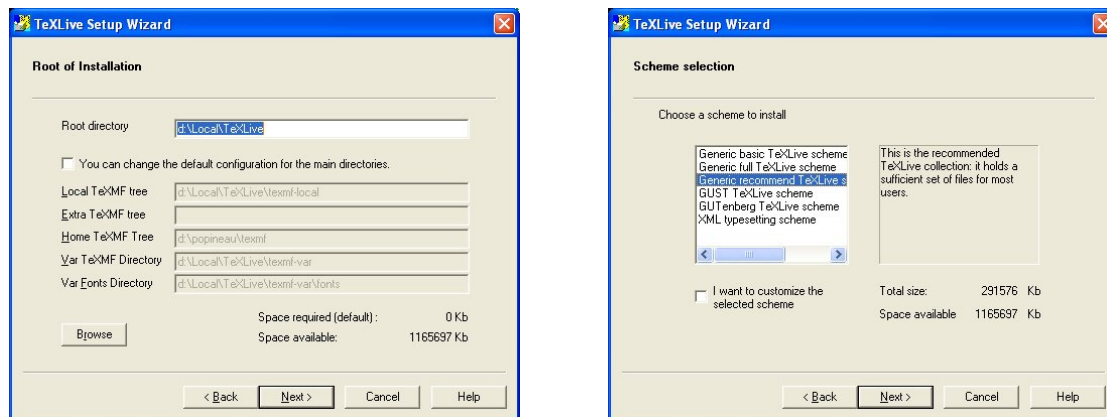 TeXLive Setup Wizard
Root of Installation
Root directory
d:\Local\TeXLive
You can change the default configuration for the main directories.
Local TeXMF tree
d:\Local\TeXLive\texmf-local
Extra TeXMF tree
Home TeXMF Tree
d:\popineau\texmf
Var TeXMF Directory
d:\Local\TeXLive\texmf-var
Var Fonts Directory
d:\Local\TeXLive\texmf-var\fonts
Browse
Space required (default) : 0 Kb
Space available: 1165697 Kb
< Back Next > Cancel Help
TeXLive Setup Wizard
Scheme selection
Choose a scheme to install
Generic basic TeXLive scheme
Generic full TeXLive scheme
Generic recommend TeXLive s
GUST TeXLive scheme
GUTenberg TeXLive scheme
XML typesetting scheme
This is the recommended
TeXLive collection: it holds a
sufficient set of files for most
users.
I want to customize the
selected scheme
Total size: 291576 Kb
Space available 1165697 Kb
< Back Next > Cancel Help